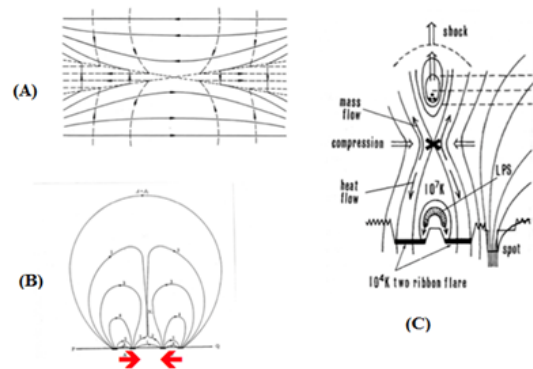 (A)
(B)
(C)
shock
mass
flow
compression
heat
flow
10⁷K
LPS
spot
10⁴K two ribbon flare